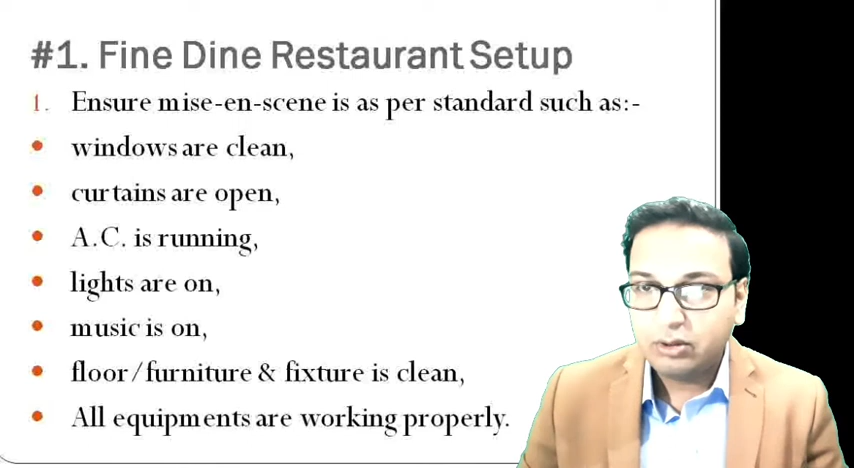 #1. Fine Dine Restaurant Setup
1. Ensure mise-en-scene is as per standard such as:-
• windows are clean,
• curtains are open,
• A.C. is running,
• lights are on,
• music is on,
• floor/furniture & fixture is clean,
• All equipments are working properly.